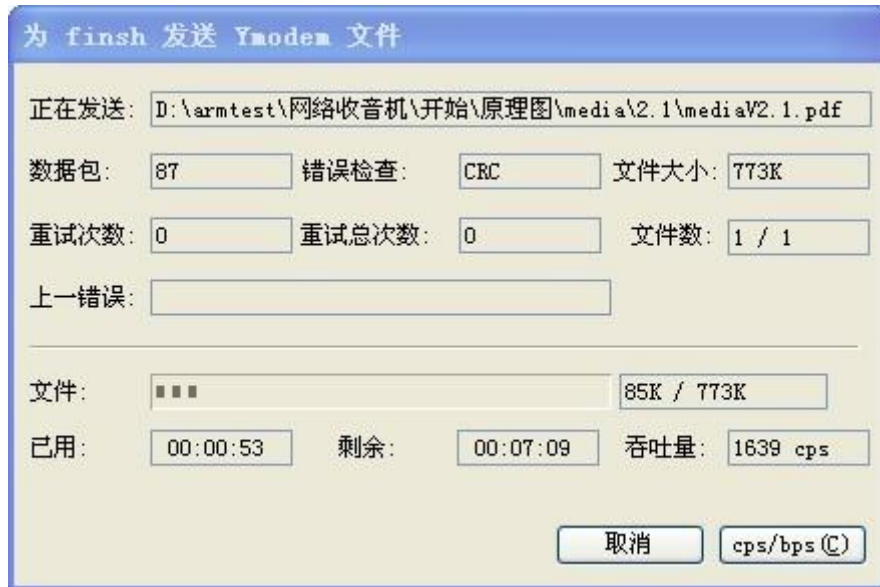 为 finsh 发送 Ymodem 文件
正在发送: D:\armtest\网络收音机\开始\原理图\media\2.1\mediaV2.1.pdf
数据包: 87 错误检查: CRC 文件大小: 773K
重试次数: 0 重试总次数: 0 文件数: 1 / 1
上一错误:
文件: 85K / 773K
已用: 00:00:53 剩余: 00:07:09 吞吐量: 1639 cps
取消 cps/bps(C)